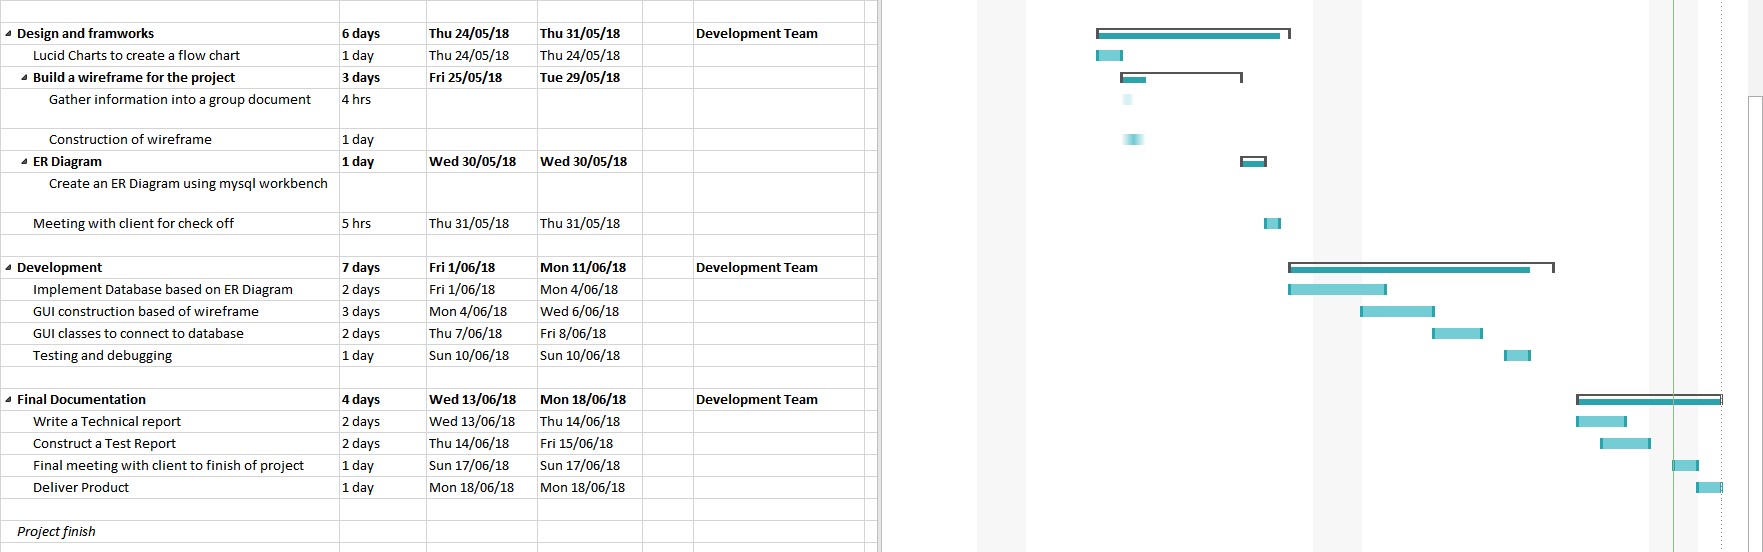 Design and framworks 6 days Thu 24/05/18 Thu 31/05/18 Development Team
Lucid Charts to create a flow chart 1 day Thu 24/05/18 Thu 24/05/18
Build a wireframe for the project 3 days Fri 25/05/18 Tue 29/05/18
Gather information into a group document 4 hrs
Construction of wireframe 1 day
ER Diagram 1 day Wed 30/05/18 Wed 30/05/18
Create an ER Diagram using mysql workbench
Meeting with client for check off 5 hrs Thu 31/05/18 Thu 31/05/18
Development 7 days Fri 1/06/18 Mon 11/06/18 Development Team
Implement Database based on ER Diagram 2 days Fri 1/06/18 Mon 4/06/18
GUI construction based of wireframe 3 days Mon 4/06/18 Wed 6/06/18
GUI classes to connect to database 2 days Thu 7/06/18 Fri 8/06/18
Testing and debugging 1 day Sun 10/06/18 Sun 10/06/18
Final Documentation 4 days Wed 13/06/18 Mon 18/06/18 Development Team
Write a Technical report 2 days Wed 13/06/18 Thu 14/06/18
Construct a Test Report 2 days Thu 14/06/18 Fri 15/06/18
Final meeting with client to finish of project 1 day Sun 17/06/18 Sun 17/06/18
Deliver Product 1 day Mon 18/06/18 Mon 18/06/18
Project finish